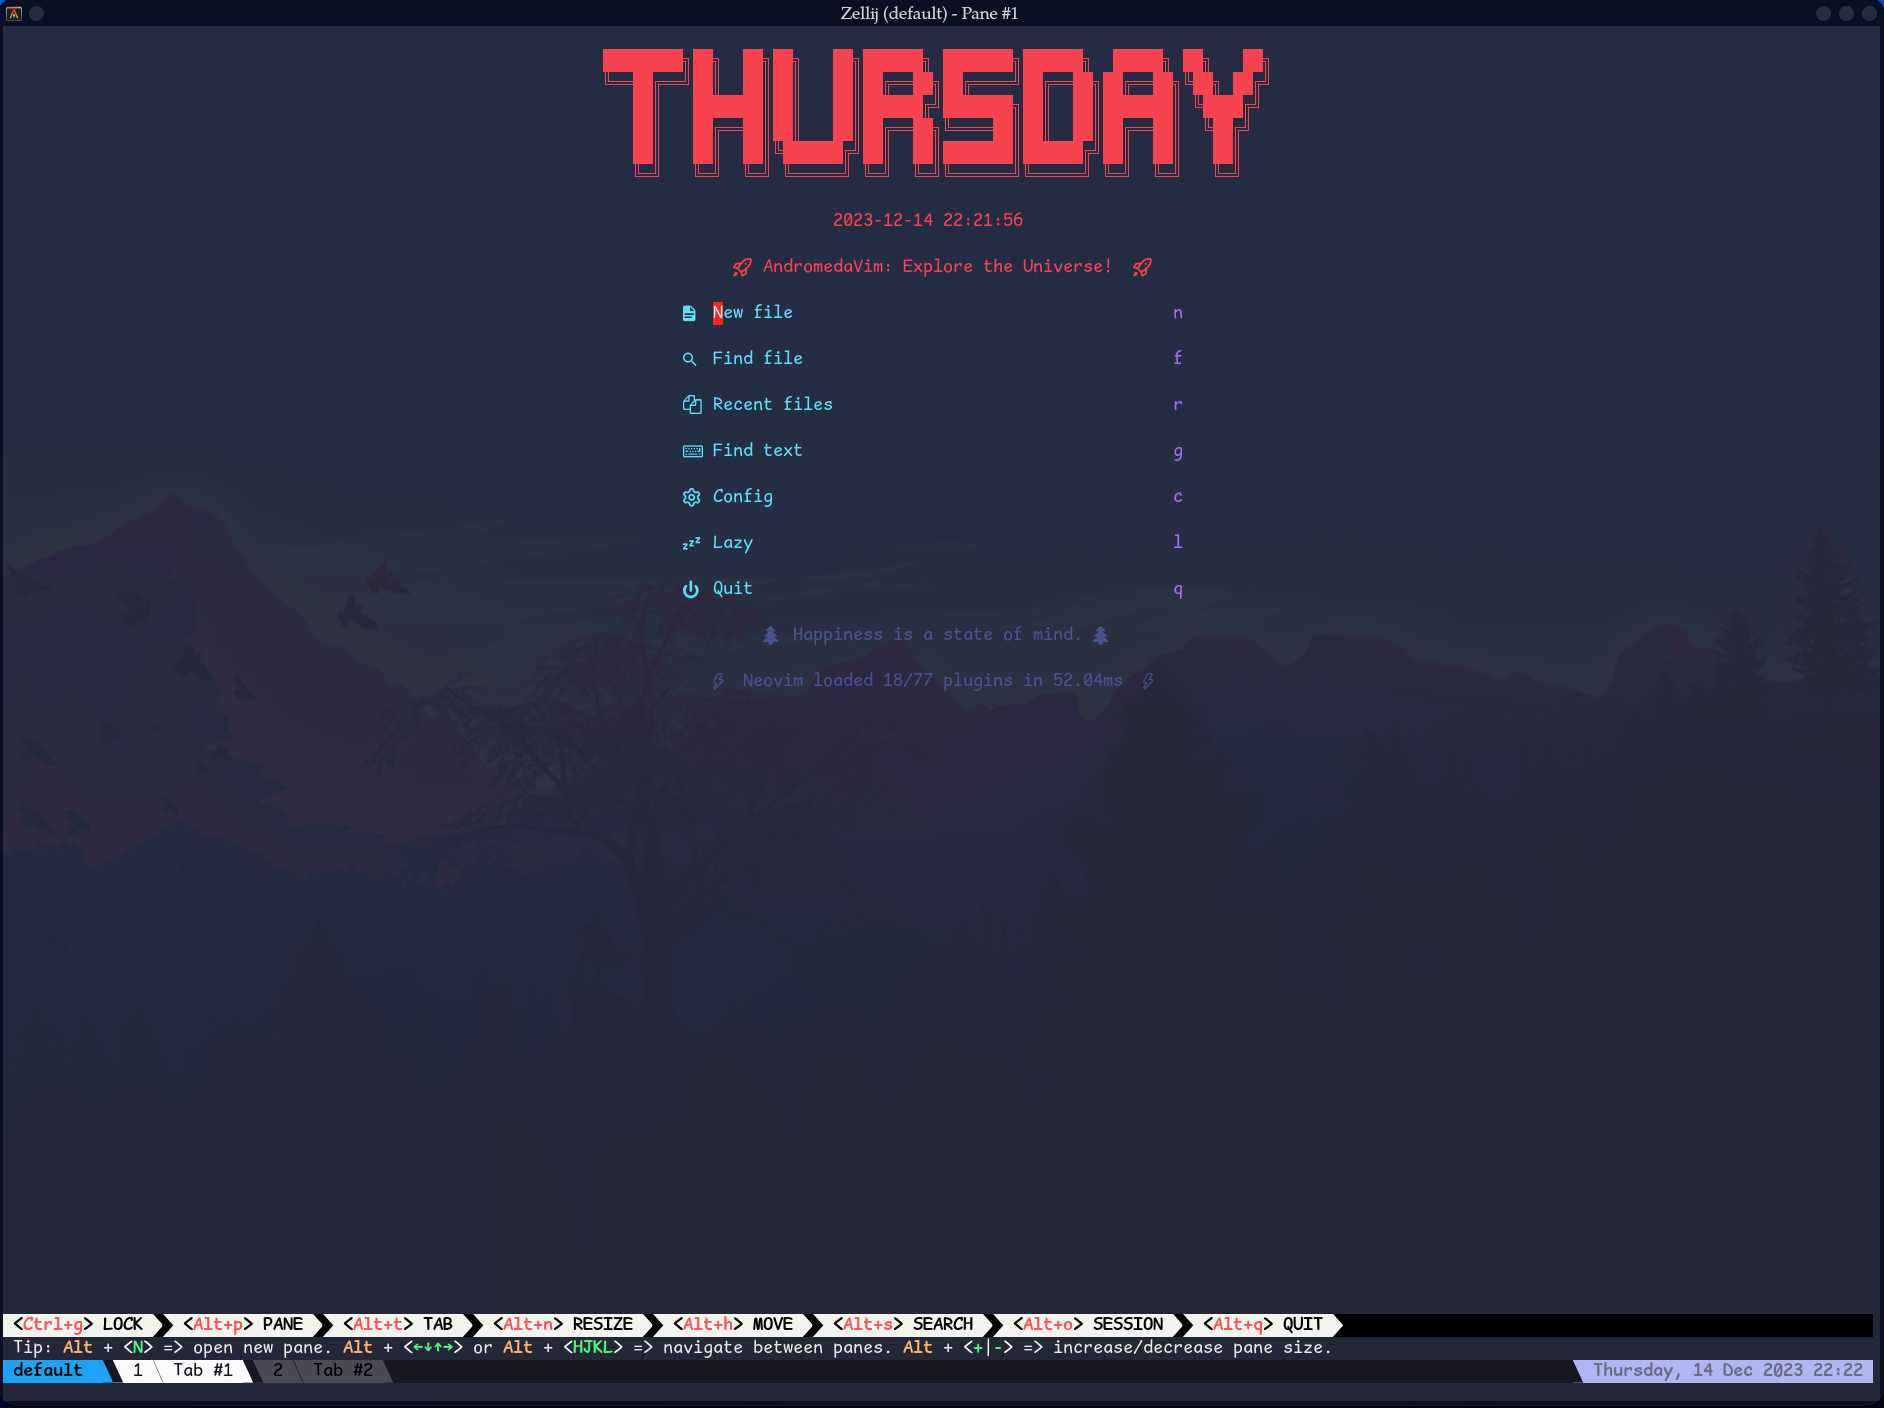 Zellij (default) - Pane #1
THURSDAY
2023-12-14 22:21:56
AndromedaVim: Explore the Universe!
New file n
Find file f
Recent files r
Find text g
Config c
Lazy l
Quit q
Happiness is a state of mind.
Neovim loaded 18/77 plugins in 52.04ms
<Ctrl+g> LOCK <Alt+p> PANE <Alt+t> TAB <Alt+n> RESIZE <Alt+h> MOVE <Alt+s> SEARCH <Alt+o> SESSION <Alt+q> QUIT
Tip: Alt + <N> => open new pane. Alt + <←↓↑→> or Alt + <HJKL> => navigate between panes. Alt + <+|-> => increase/decrease pane size.
default 1 Tab #1 2 Tab #2 Thursday, 14 Dec 2023 22:22